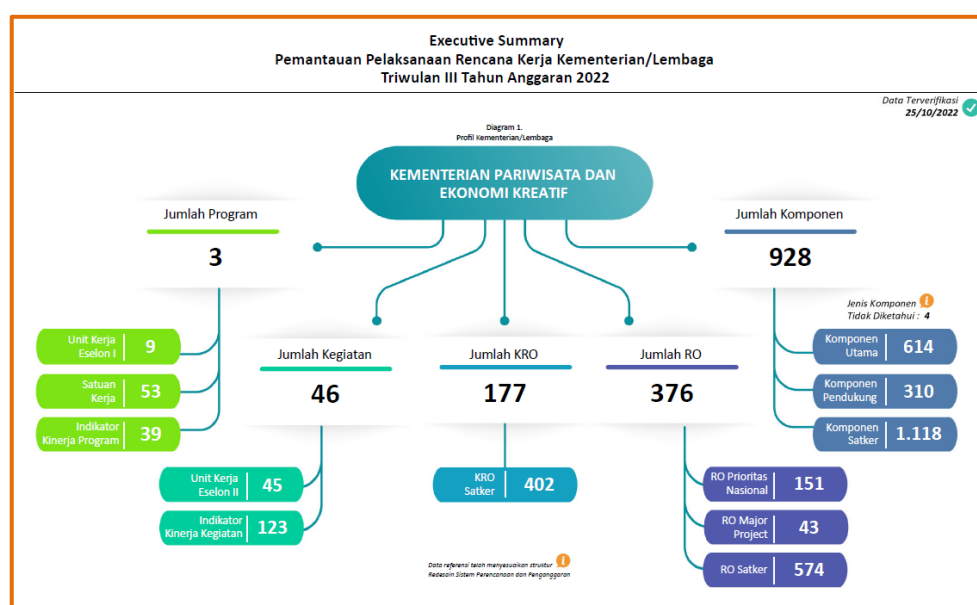 Executive Summary
Pemantauan Pelaksanaan Rencana Kerja Kementerian/Lembaga
Triwulan III Tahun Anggaran 2022
Data Terverifikasi
25/10/2022
Diagram 1.
Profil Kementerian/Lembaga
KEMENTERIAN PARIWISATA DAN
EKONOMI KREATIF
Jumlah Program
3
Unit Kerja
Eselon I
9
Satuan
Kerja
53
Indikator
Kinerja Program
39
Jumlah Kegiatan
46
Unit Kerja
Eselon II
45
Indikator
Kinerja Kegiatan
123
Jumlah KRO
177
KRO
Satker
402
Jumlah RO
376
RO Prioritas
Nasional
151
RO Major
Project
43
RO Satker
574
Jumlah Komponen
928
Jenis Komponen
Tidak Diketahui : 4
Komponen
Utama
614
Komponen
Pendukung
310
Komponen
Satker
1.118
Data referensi telah menyesuaikan struktur
Redesain Sistem Perencanaan dan Penganggaran